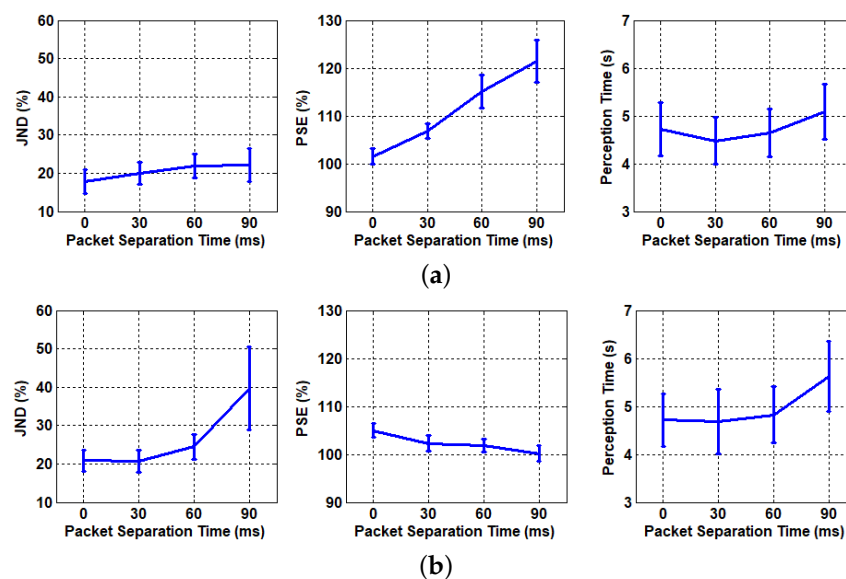 60
50
40
30
20
10
JND (%)
0 30 60 90
Packet Separation Time (ms)
130
120
110
100
90
PSE (%)
0 30 60 90
Packet Separation Time (ms)
7
6
5
4
3
Perception Time (s)
0 30 60 90
Packet Separation Time (ms)
(a)
60
50
40
30
20
10
JND (%)
0 30 60 90
Packet Separation Time (ms)
130
120
110
100
90
PSE (%)
0 30 60 90
Packet Separation Time (ms)
7
6
5
4
3
Perception Time (s)
0 30 60 90
Packet Separation Time (ms)
(b)